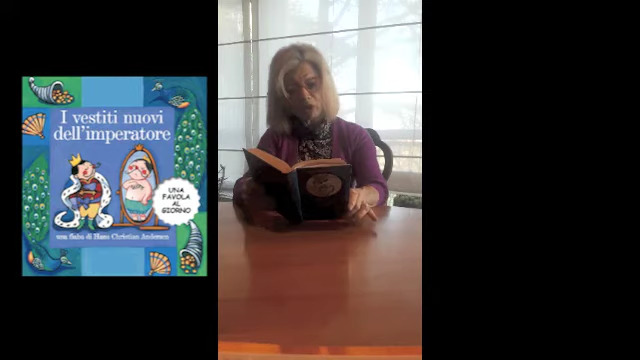 I vestiti nuovi
dell'imperatore
UNA
FAVOLA
AL
GIORNO
una fiaba di Hans Christian Andersen